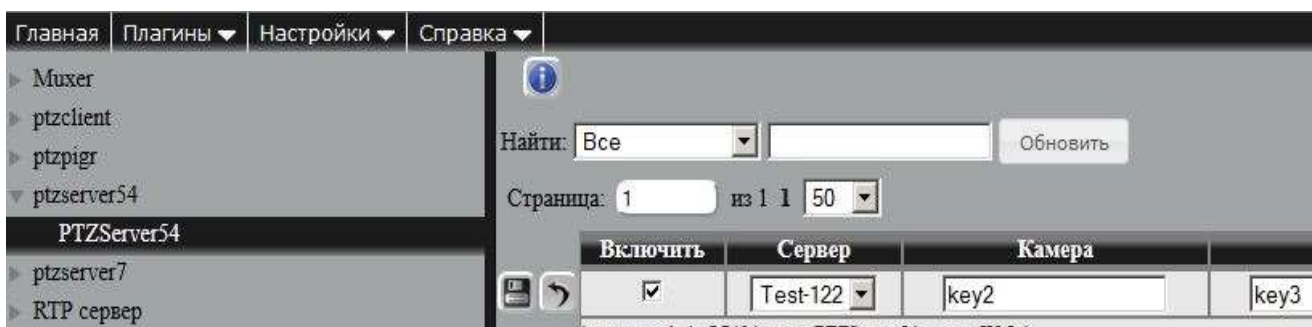 Главная Плагины Настройки Справка
Muxer
ptzclient
ptzpigr
ptzserver54
PTZServer54
ptzserver7
RTP сервер
Найти: Все Обновить
Страница: 1 из 1 1 50
Включить Сервер Камера
Test-122 key2 key3